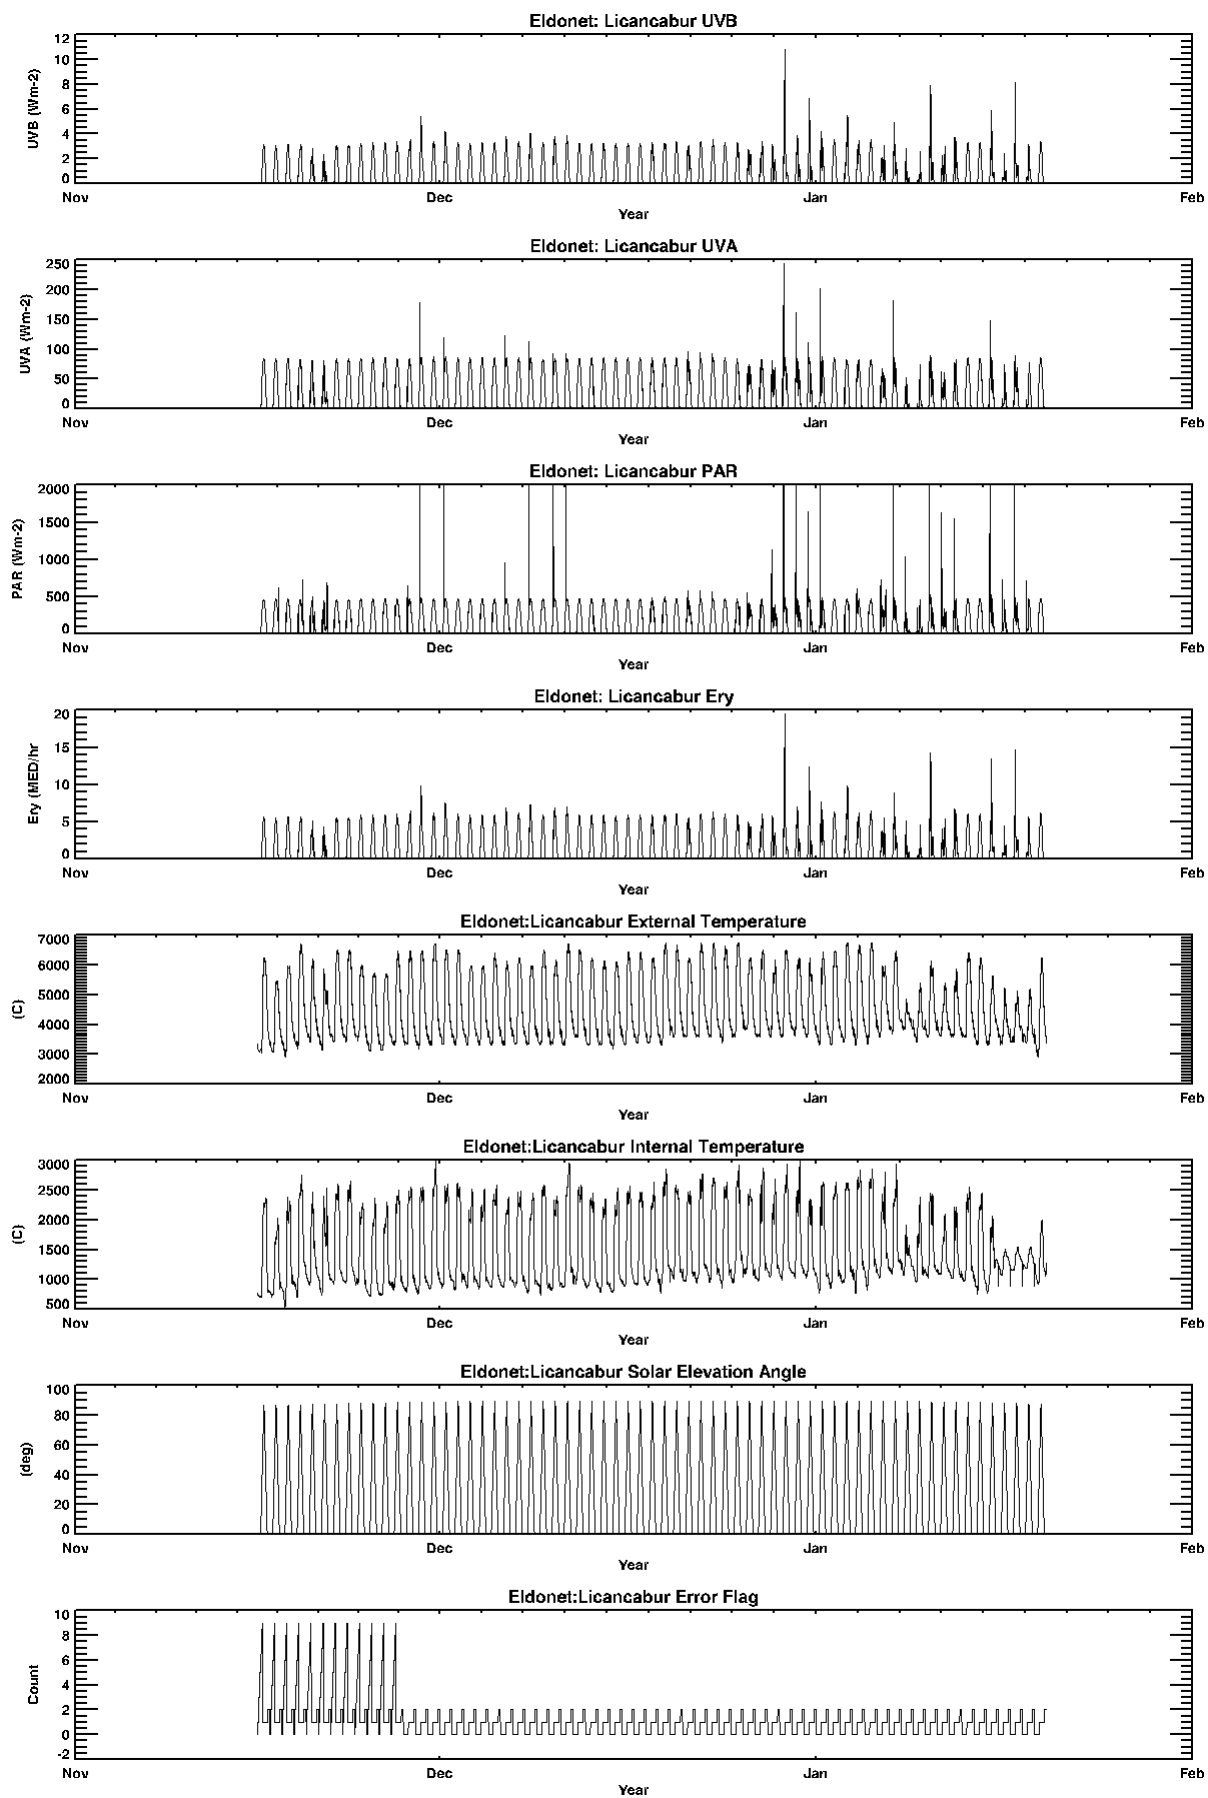 Eldonet: Licancabur UVB
12
10
8
6
4
2
0
UVB (Wm-2)
Nov Dec Jan Feb
Year
Eldonet: Licancabur UVA
250
200
150
100
50
0
UVA (Wm-2)
Nov Dec Jan Feb
Year
Eldonet: Licancabur PAR
2000
1500
1000
500
0
PAR (Wm-2)
Nov Dec Jan Feb
Year
Eldonet: Licancabur Ery
20
15
10
5
0
Ery (MED/hr
Nov Dec Jan Feb
Year
Eldonet:Licancabur External Temperature
7000
6000
5000
4000
3000
2000
(C)
Nov Dec Jan Feb
Year
Eldonet:Licancabur Internal Temperature
3000
2500
2000
1500
1000
500
(C)
Nov Dec Jan Feb
Year
Eldonet:Licancabur Solar Elevation Angle
100
80
60
40
20
0
(deg)
Nov Dec Jan Feb
Year
Eldonet:Licancabur Error Flag
10
8
6
4
2
0
-2
Count
Nov Dec Jan Feb
Year